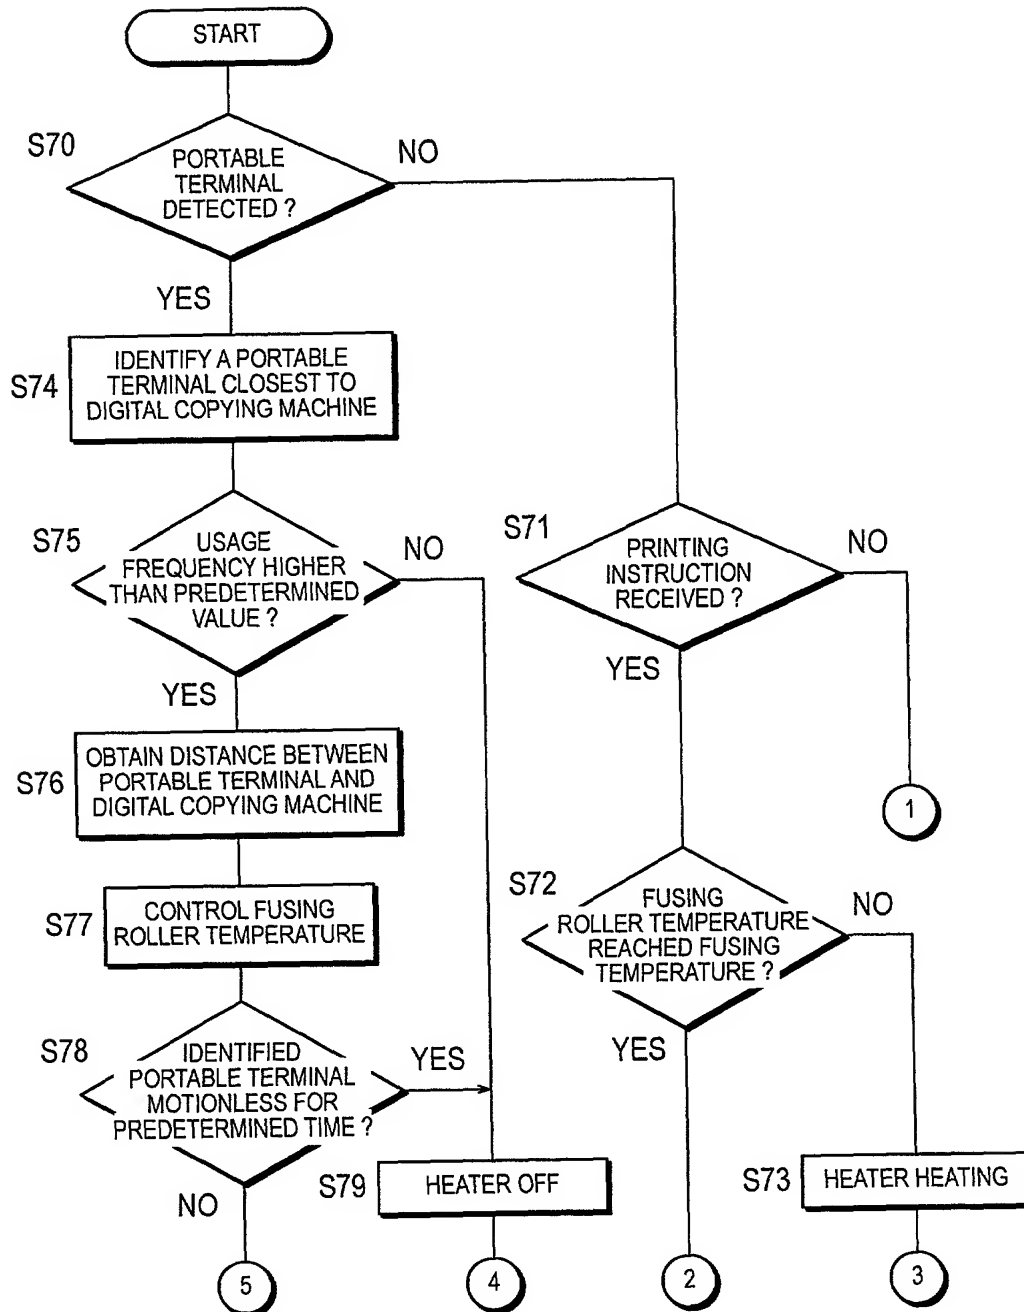 START
S70
PORTABLE
TERMINAL
DETECTED ?
NO
YES
S74
IDENTIFY A PORTABLE
TERMINAL CLOSEST TO
DIGITAL COPYING MACHINE
S75
USAGE
FREQUENCY HIGHER
THAN PREDETERMINED
VALUE ?
NO
YES
S71
PRINTING
INSTRUCTION
RECEIVED ?
NO
YES
1
S76
OBTAIN DISTANCE BETWEEN
PORTABLE TERMINAL AND
DIGITAL COPYING MACHINE
S77
CONTROL FUSING
ROLLER TEMPERATURE
S72
FUSING
ROLLER TEMPERATURE
REACHED FUSING
TEMPERATURE ?
NO
YES
S78
IDENTIFIED
PORTABLE TERMINAL
MOTIONLESS FOR
PREDETERMINED TIME ?
YES
NO
S79
HEATER OFF
S73
HEATER HEATING
5
4
2
3